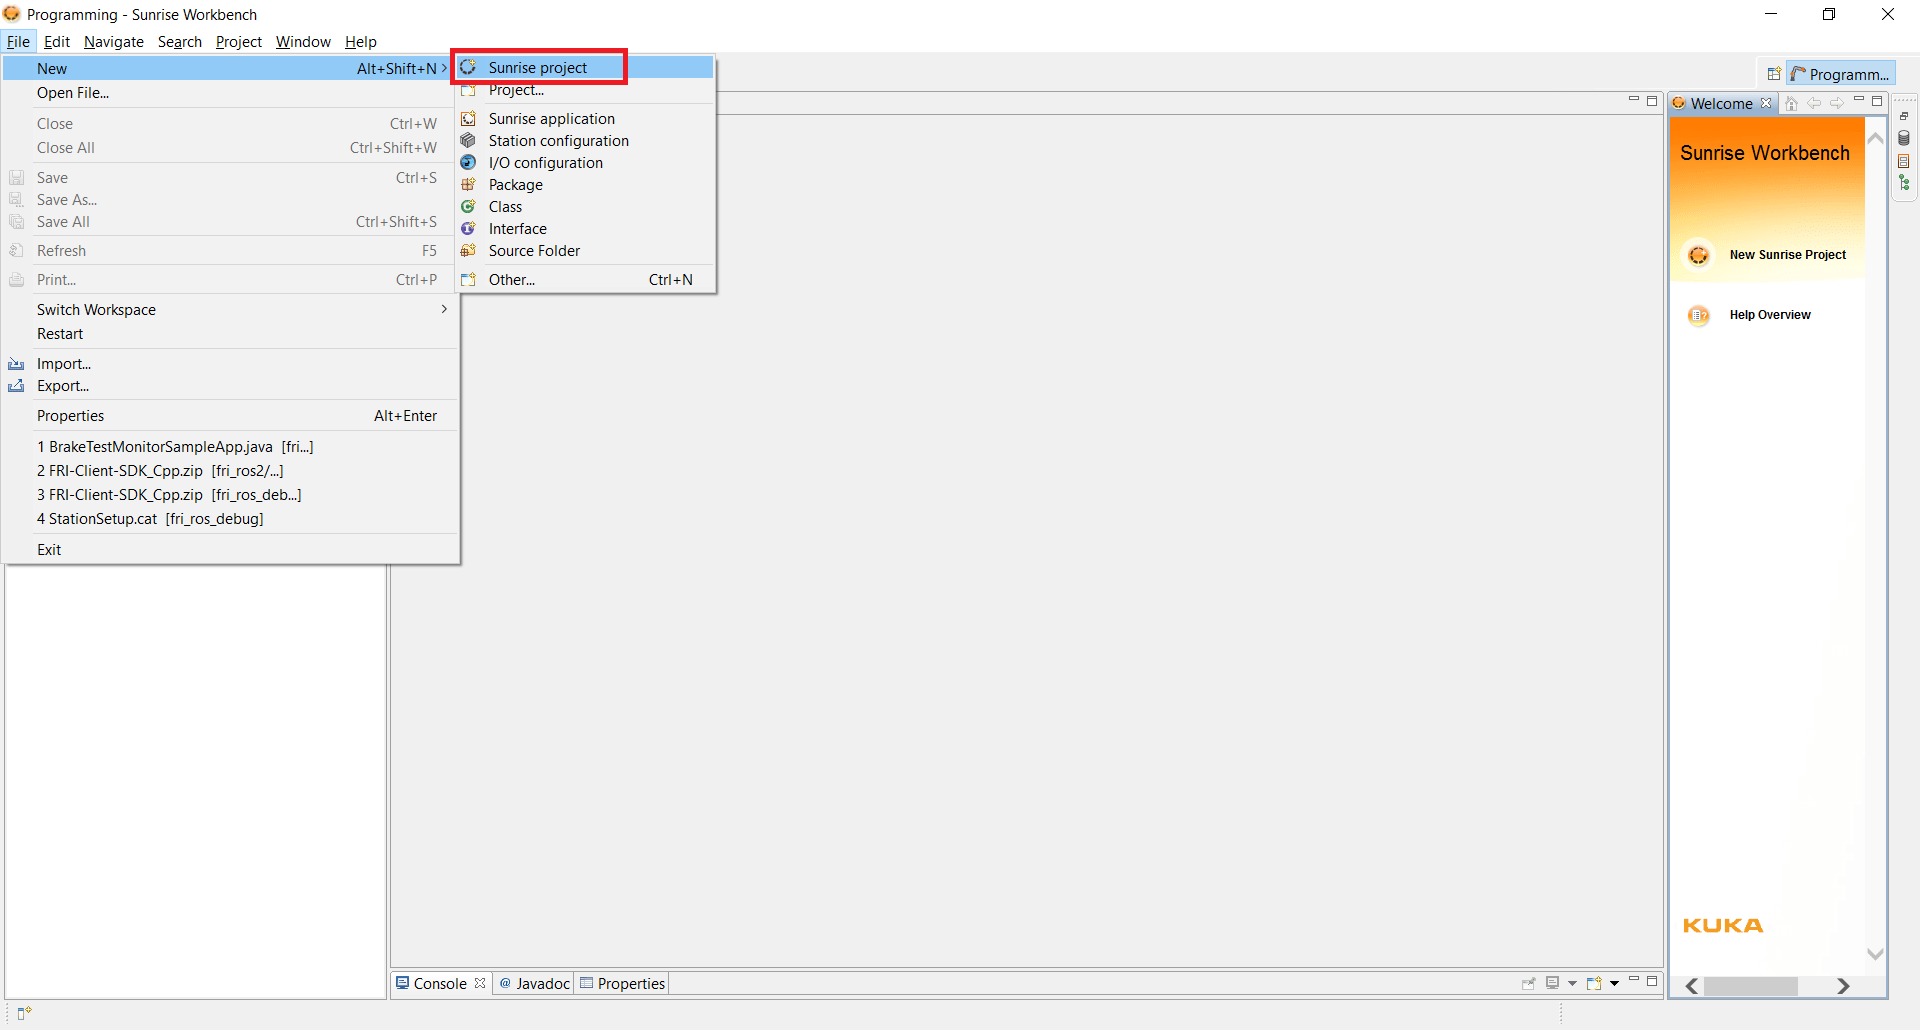 Programming - Sunrise Workbench
File Edit Navigate Search Project Window Help
New Alt+Shift+N
Open File...
Close Ctrl+W
Close All Ctrl+Shift+W
Save Ctrl+S
Save As...
Save All Ctrl+Shift+S
Refresh F5
Print... Ctrl+P
Switch Workspace
Restart
Import...
Export...
Properties Alt+Enter
1 BrakeTestMonitorSampleApp.java [fri...]
2 FRI-Client-SDK_Cpp.zip [fri_ros2/...]
3 FRI-Client-SDK_Cpp.zip [fri_ros_deb...]
4 StationSetup.cat [fri_ros_debug]
Exit
Sunrise project
Project...
Sunrise application
Station configuration
I/O configuration
Package
Class
Interface
Source Folder
Other... Ctrl+N
Programm...
Welcome
Sunrise Workbench
New Sunrise Project
Help Overview
KUKA
Console @ Javadoc Properties